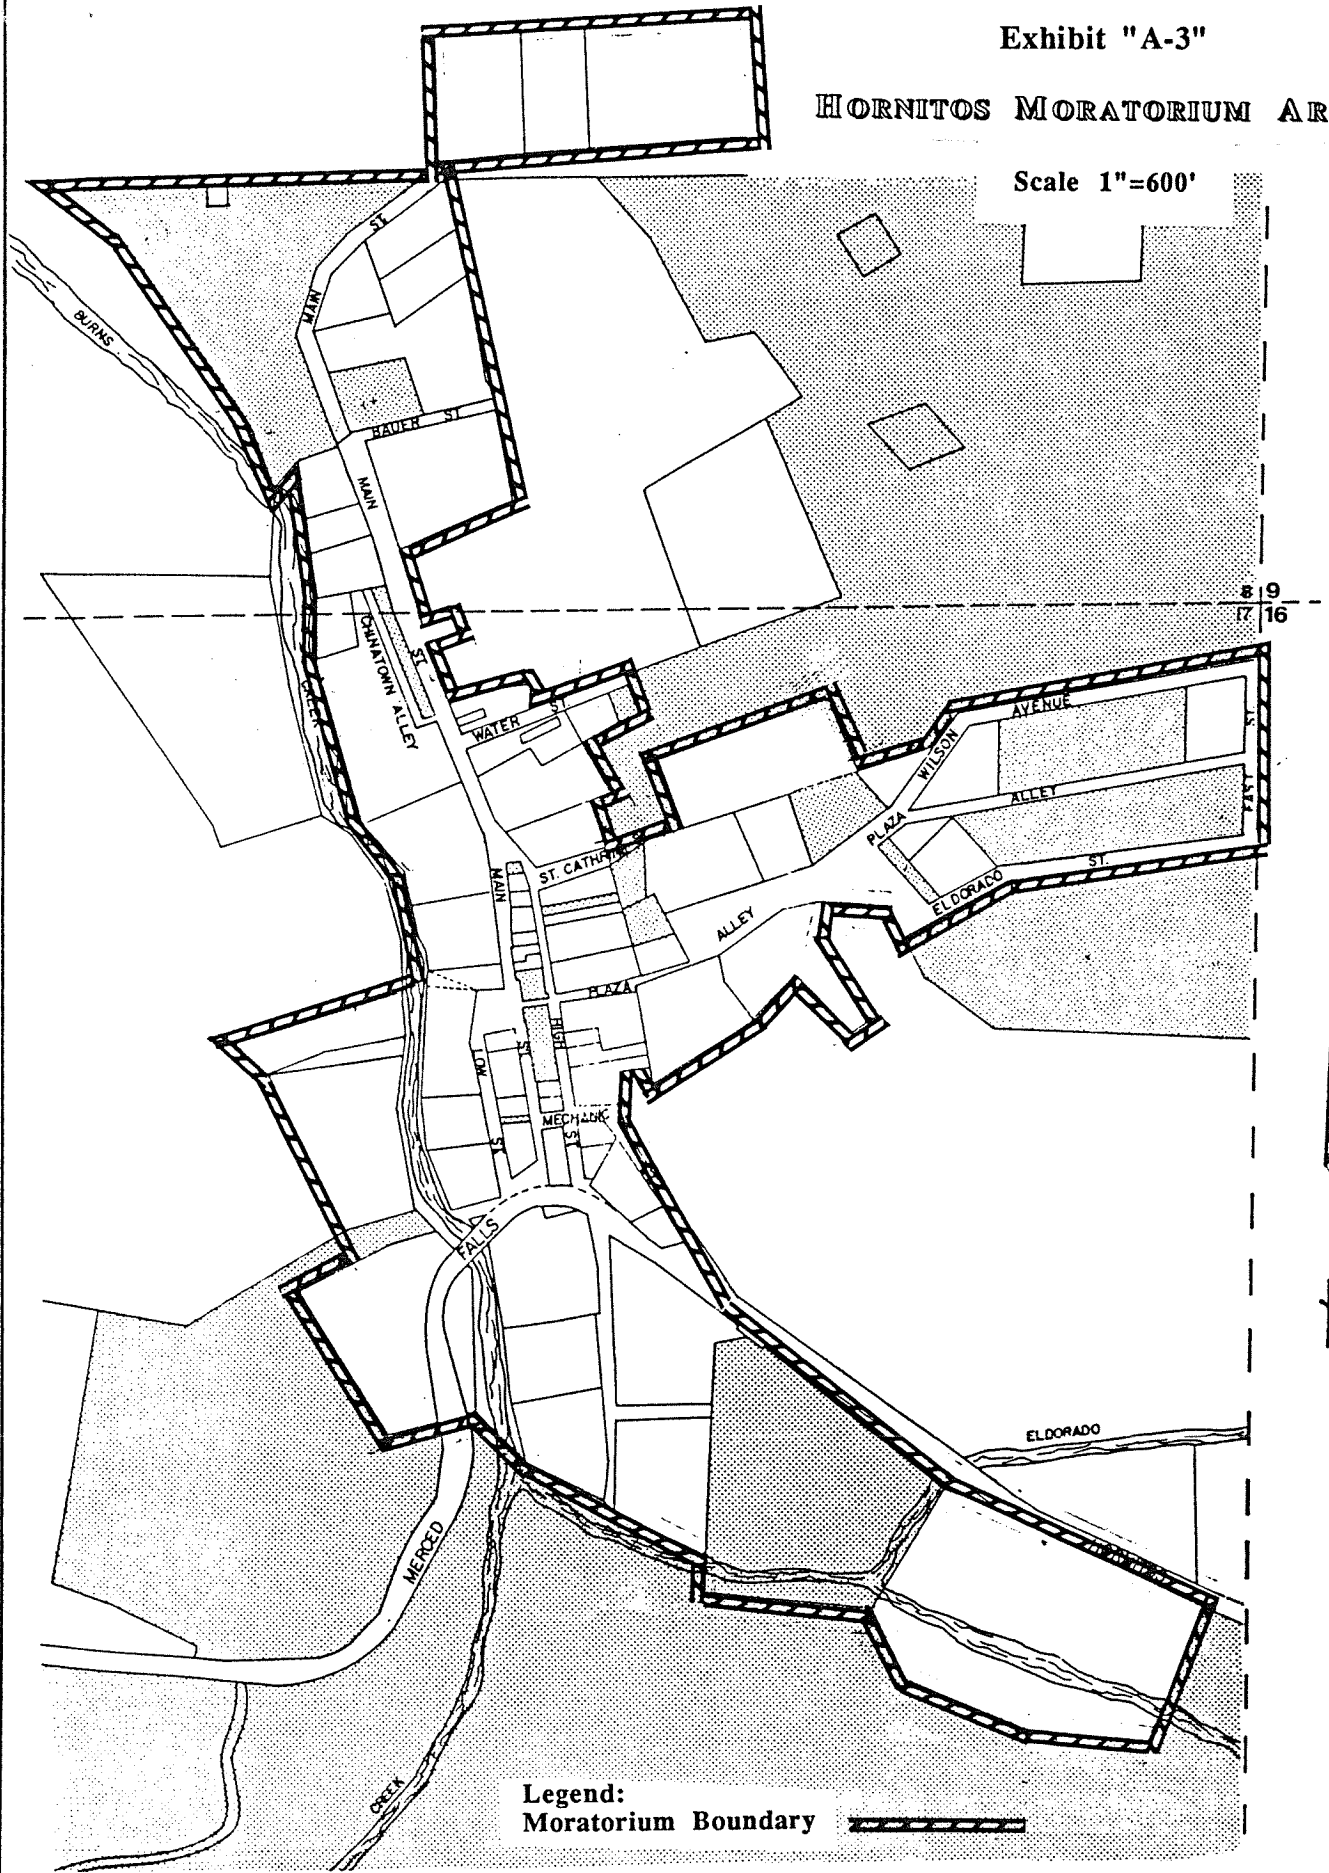 Exhibit "A-3"
HORNITOS MORATORIUM AR
Scale 1"=600'
ST.
MAIN
BURNS
BAUER ST
MAIN
8 9
17 16
CHINATOWN ALLEY
ST.
CREEK
WATER ST.
AVENUE
WILSON
ST
EAST
ALLEY
PLAZA
ST.
ELDORADO
MAIN
ST. CATHRINE
ALLEY
PLAZA
HIGH
ST.
LOW
MECHANIC
ST.
ST.
FALLS
ELDORADO
MERCED
CREEK
Legend:
Moratorium Boundary